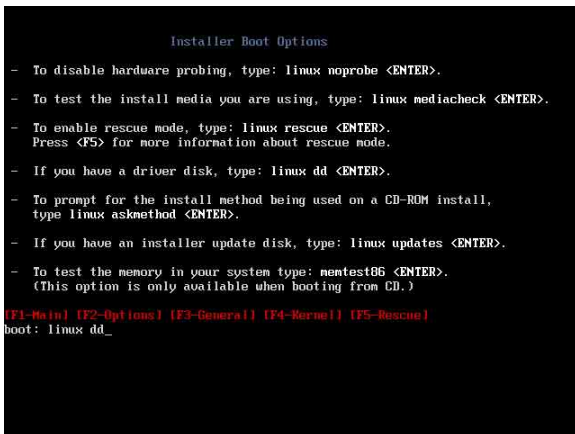 Installer Boot Options
- To disable hardware probing, type: linux noprobe <ENTER>.
- To test the install media you are using, type: linux mediacheck <ENTER>.
- To enable rescue mode, type: linux rescue <ENTER>.
Press <F5> for more information about rescue mode.
- If you have a driver disk, type: linux dd <ENTER>.
- To prompt for the install method being used on a CD-ROM install,
type linux askmethod <ENTER>.
- If you have an installer update disk, type: linux updates <ENTER>.
- To test the memory in your system type: memtest86 <ENTER>.
(This option is only available when booting from CD.)
[F1-Main] [F2-Options] [F3-General] [F4-Kernel] [F5-Rescue]
boot: linux dd_